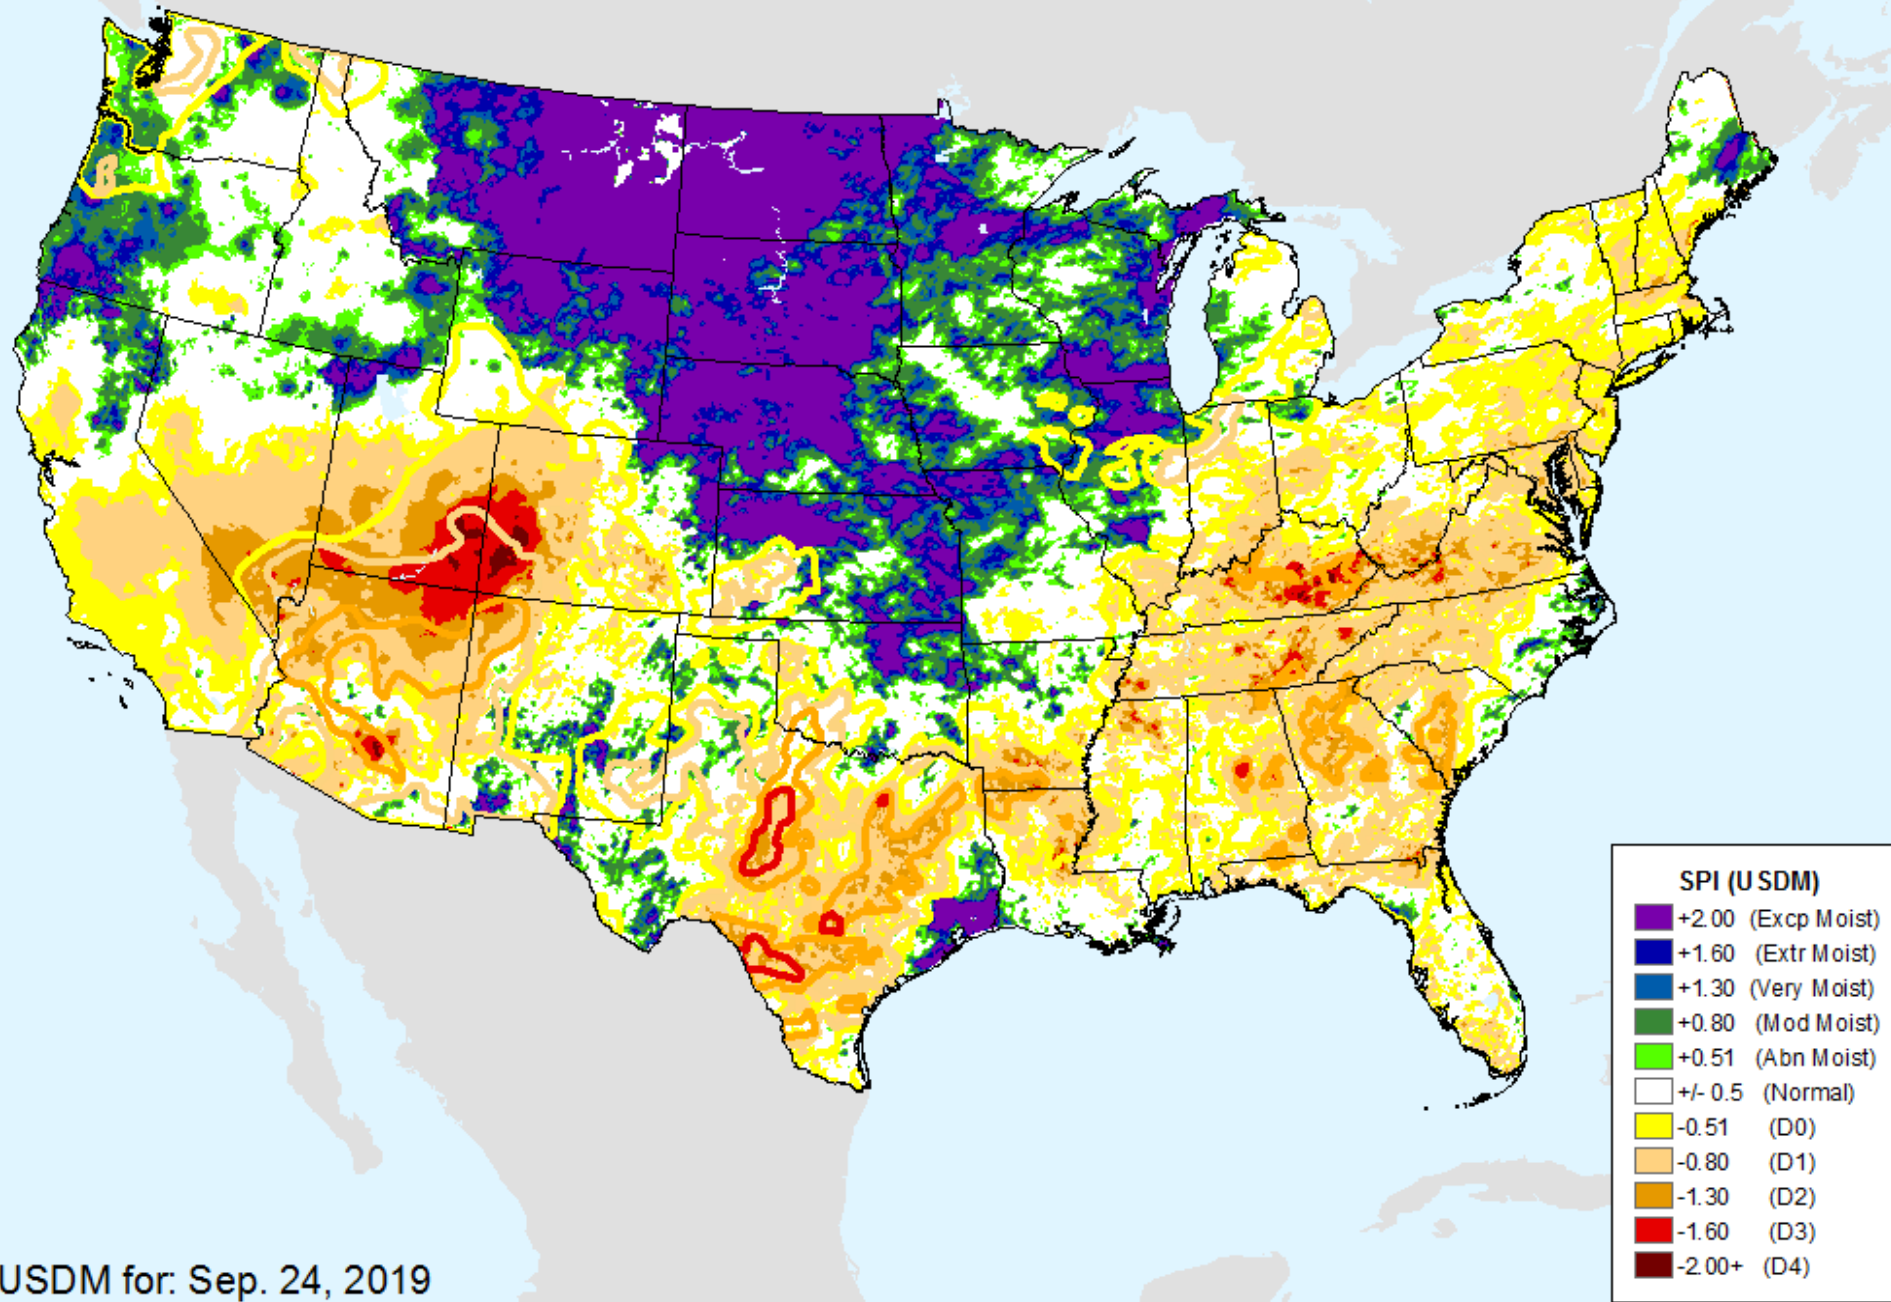 SPI (USDM)
+2.00 (Excp Moist)
+1.60 (Extr Moist)
+1.30 (Very Moist)
+0.80 (Mod Moist)
+0.51 (Abn Moist)
+/- 0.5 (Normal)
-0.51 (D0)
-0.80 (D1)
-1.30 (D2)
-1.60 (D3)
-2.00+ (D4)
USDM for: Sep. 24, 2019